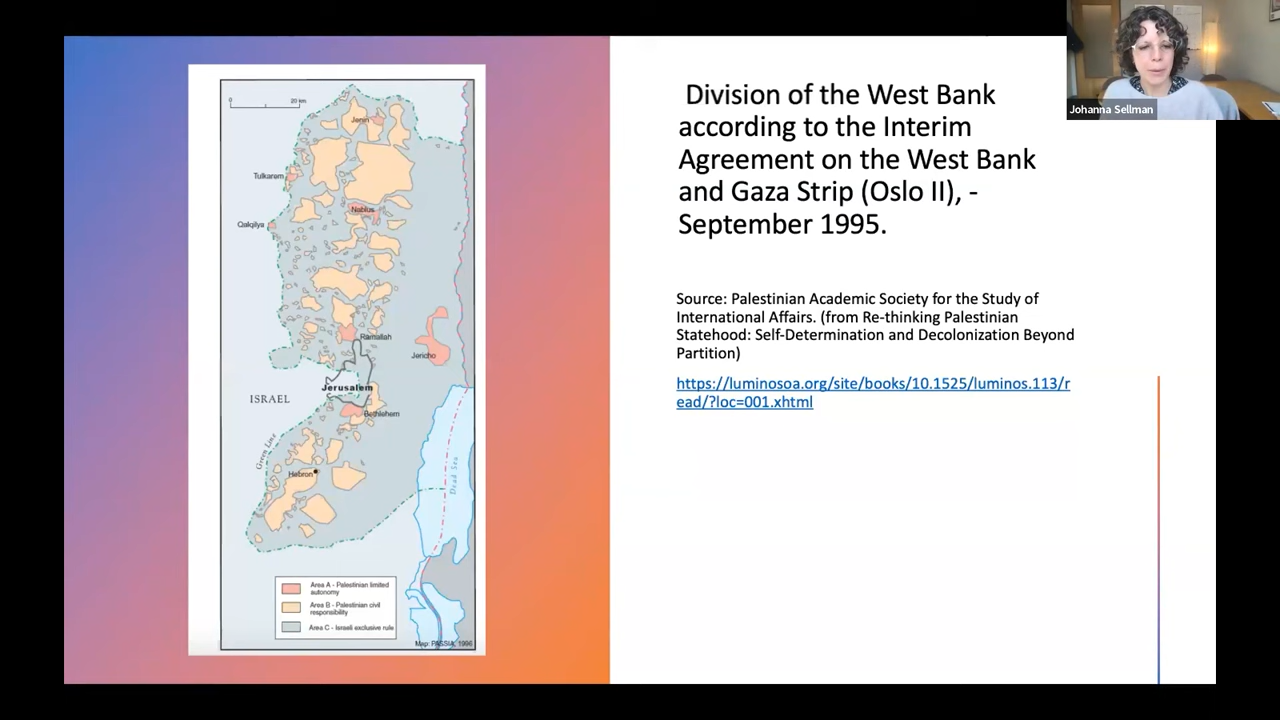 Johanna Sellman
Division of the West Bank
according to the Interim
Agreement on the West Bank
and Gaza Strip (Oslo II), -
September 1995.
Source: Palestinian Academic Society for the Study of
International Affairs. (from Re-thinking Palestinian
Statehood: Self-Determination and Decolonization Beyond
Partition)
https://luminosoa.org/site/books/10.1525/luminos.113/r
ead/?loc=001.xhtml
0 20 km
Jenin
Tulkarem
Nablus
Qalqilya
Ramallah
Jericho
Jerusalem
ISRAEL
Bethlehem
Green Line
Hebron
Dead Sea
Area A - Palestinian limited
autonomy
Area B - Palestinian civil
responsibility
Area C - Israeli exclusive rule
Map: PASSIA, 1996